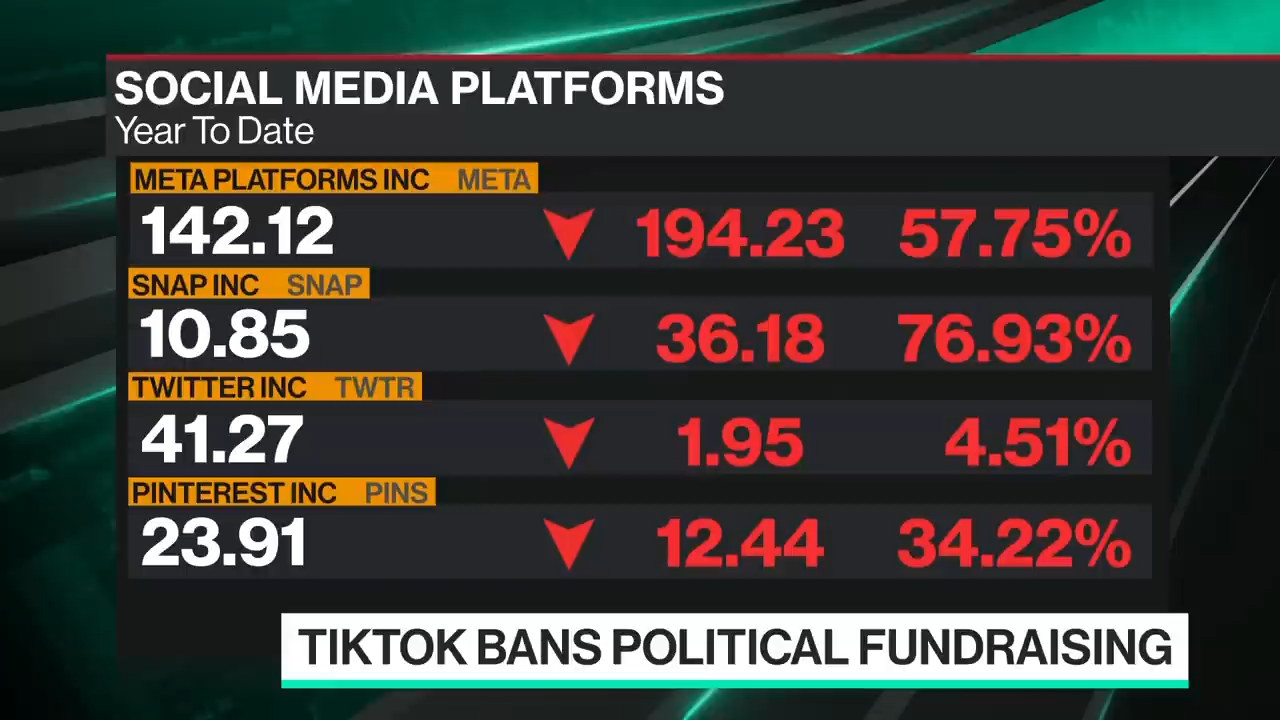 SOCIAL MEDIA PLATFORMS
Year To Date
META PLATFORMS INC META
142.12 194.23 57.75%
SNAP INC SNAP
10.85 36.18 76.93%
TWITTER INC TWTR
41.27 1.95 4.51%
PINTEREST INC PINS
23.91 12.44 34.22%
TIKTOK BANS POLITICAL FUNDRAISING